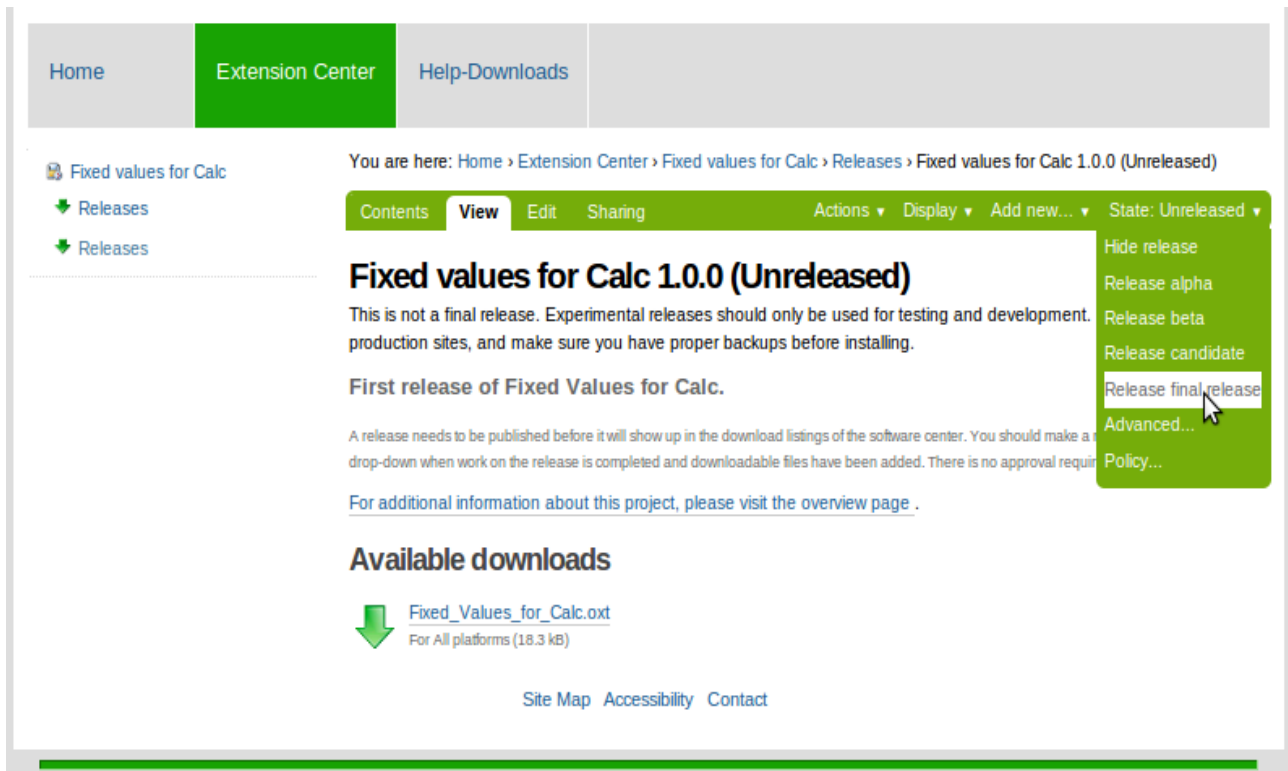 Home
Extension Center
Help-Downloads
You are here: Home › Extension Center › Fixed values for Calc › Releases › Fixed values for Calc 1.0.0 (Unreleased)
Fixed values for Calc
Releases
Releases
Contents View Edit Sharing Actions ▾ Display ▾ Add new... ▾ State: Unreleased ▾
Hide release
Release alpha
Release beta
Release candidate
Release final release
Advanced...
Policy...
Fixed values for Calc 1.0.0 (Unreleased)
This is not a final release. Experimental releases should only be used for testing and development.
production sites, and make sure you have proper backups before installing.
First release of Fixed Values for Calc.
A release needs to be published before it will show up in the download listings of the software center. You should make a
drop-down when work on the release is completed and downloadable files have been added. There is no approval
For additional information about this project, please visit the overview page .
Available downloads
Fixed_Values_for_Calc.oxt
For All platforms (18.3 kB)
Site Map Accessibility Contact